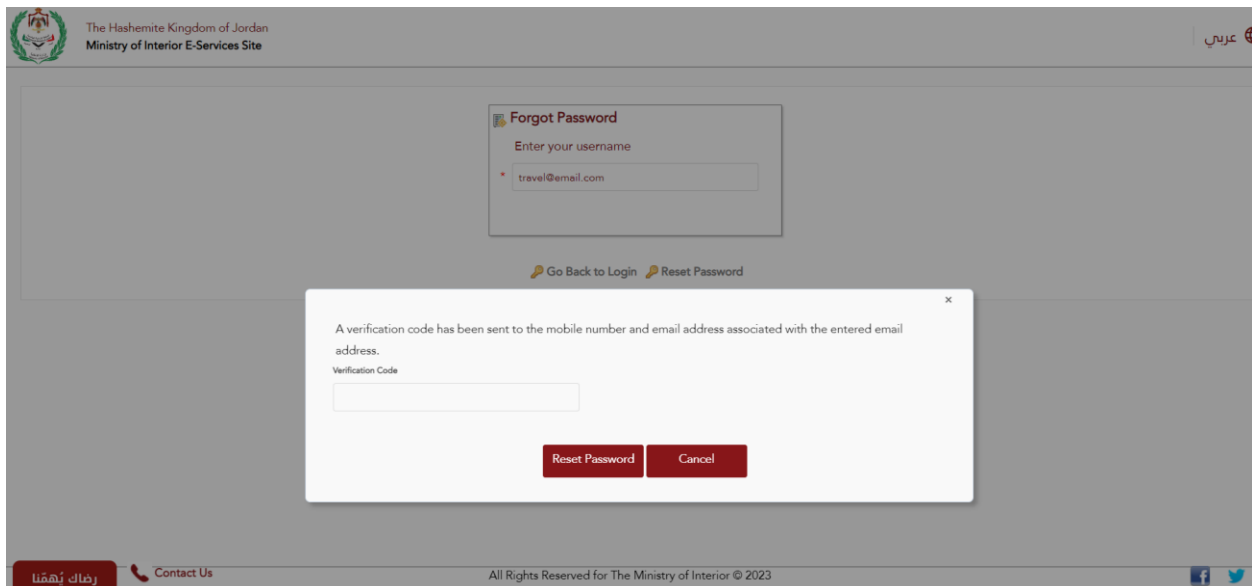 The Hashemite Kingdom of Jordan
Ministry of Interior E-Services Site
عربي
Forgot Password
Enter your username
* travel@email.com
Go Back to Login Reset Password
×
A verification code has been sent to the mobile number and email address associated with the entered email
address.
Verification Code
Reset Password Cancel
رضاك يُهمّنا
Contact Us
All Rights Reserved for The Ministry of Interior © 2023